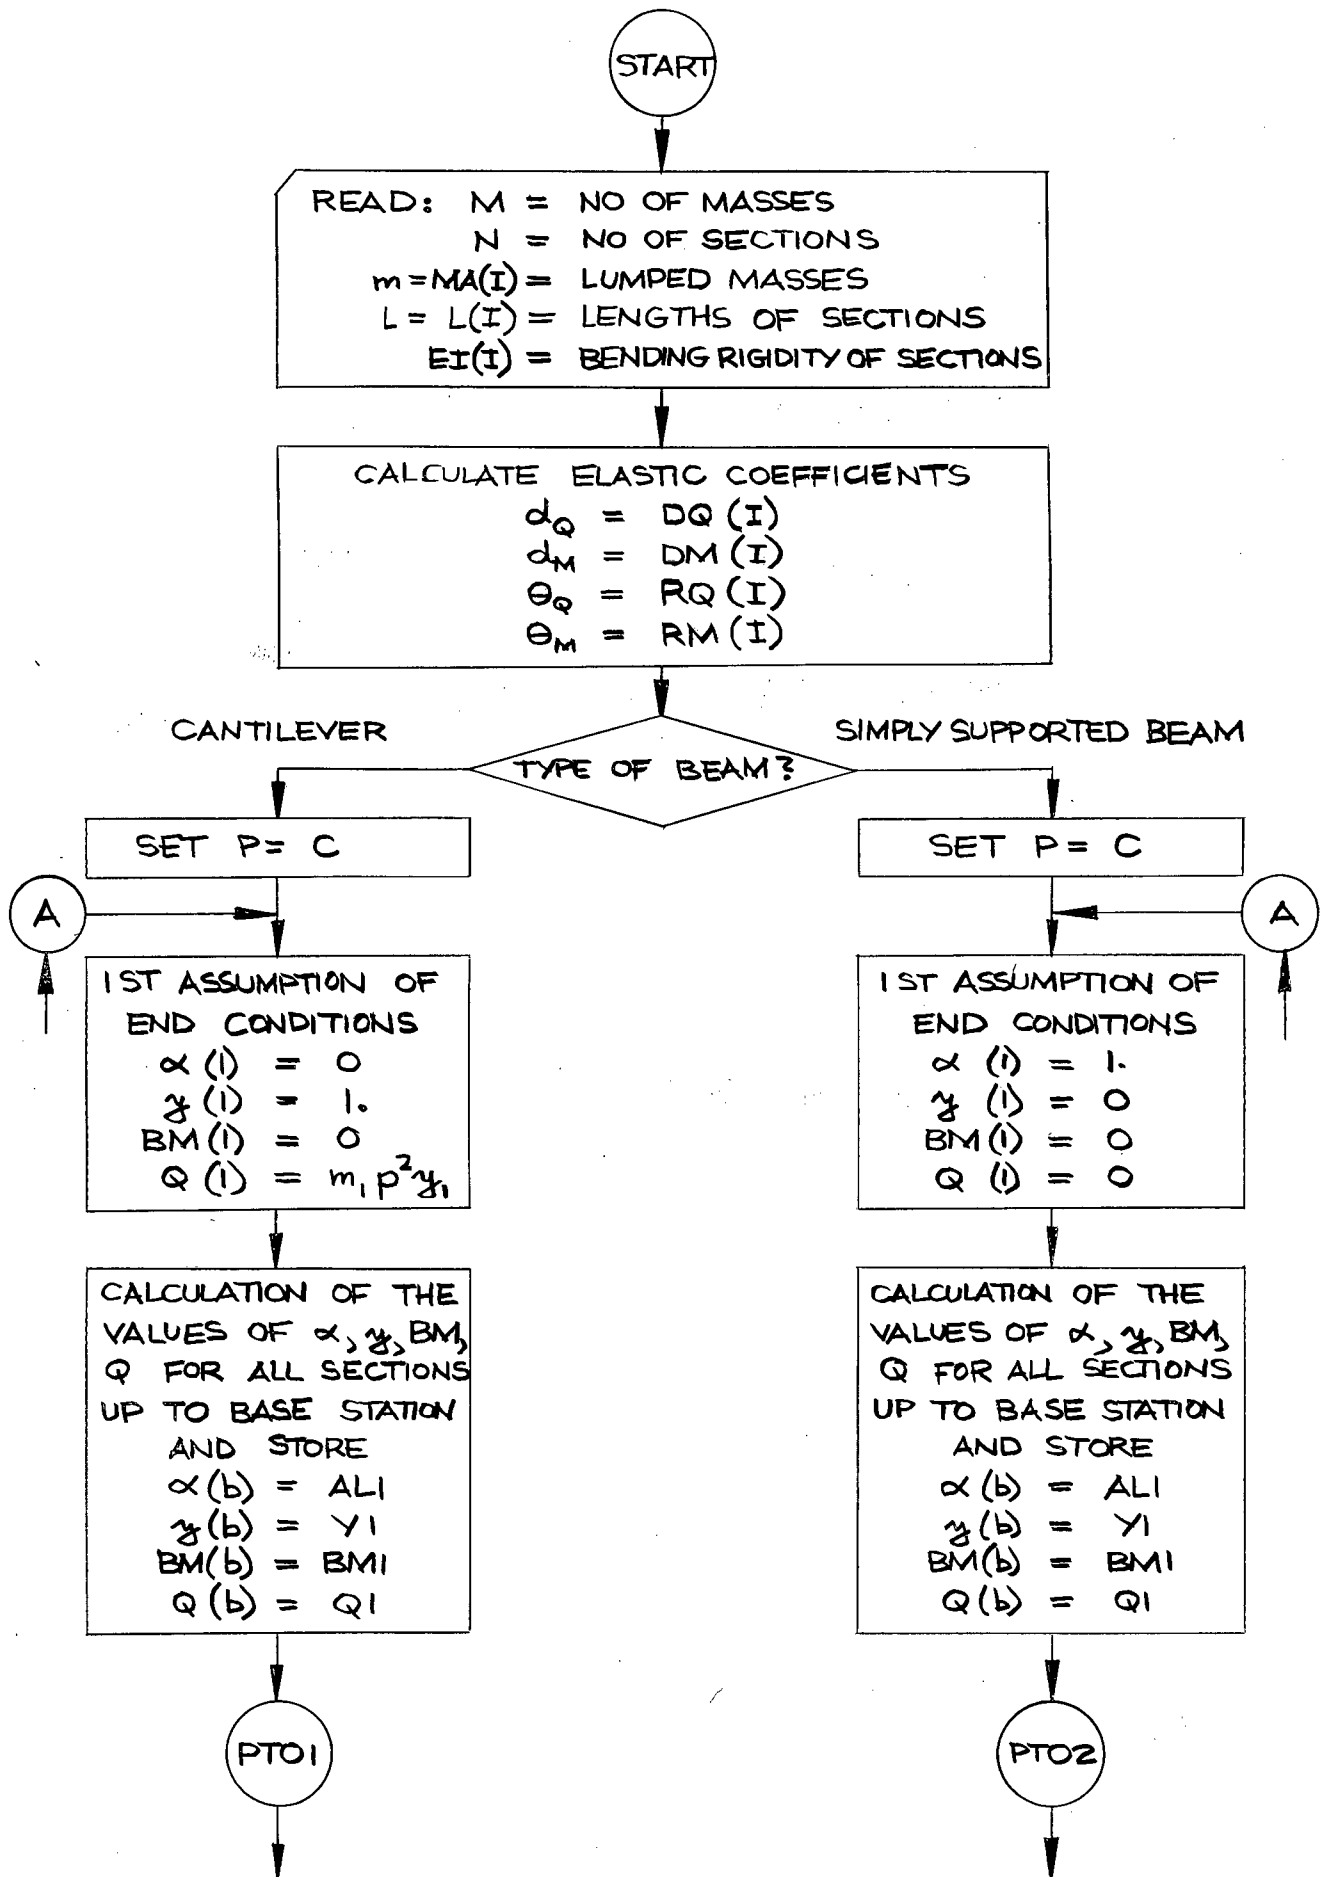 START
READ: M = NO OF MASSES
N = NO OF SECTIONS
m = MA(I) = LUMPED MASSES
L = L(I) = LENGTHS OF SECTIONS
EI(I) = BENDING RIGIDITY OF SECTIONS
CALCULATE ELASTIC COEFFICIENTS
d_Q = DQ (I)
d_M = DM (I)
θ_Q = RQ (I)
θ_M = RM (I)
TYPE OF BEAM?
CANTILEVER
SET P = C
A
1ST ASSUMPTION OF
END CONDITIONS
α (1) = 0
y (1) = 1.
BM (1) = 0
Q (1) = m₁ p² y₁
CALCULATION OF THE
VALUES OF α, y, BM,
Q FOR ALL SECTIONS
UP TO BASE STATION
AND STORE
α (b) = AL1
y (b) = Y1
BM (b) = BM1
Q (b) = Q1
PTO1
SIMPLY SUPPORTED BEAM
SET P = C
A
1ST ASSUMPTION OF
END CONDITIONS
α (1) = 1.
y (1) = 0
BM (1) = 0
Q (1) = 0
CALCULATION OF THE
VALUES OF α, y, BM,
Q FOR ALL SECTIONS
UP TO BASE STATION
AND STORE
α (b) = AL1
y (b) = Y1
BM (b) = BM1
Q (b) = Q1
PTO2